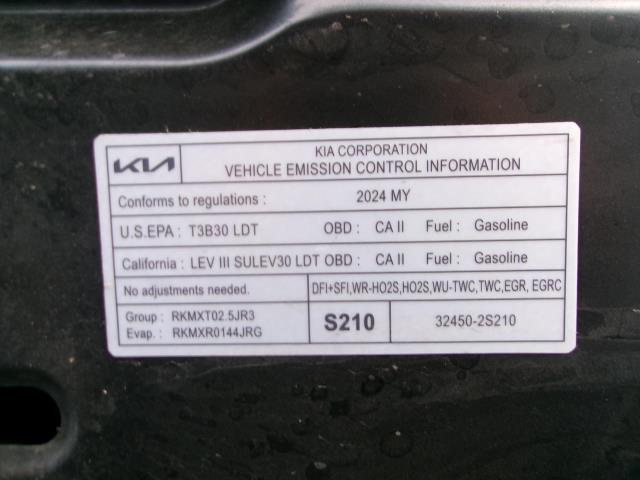 KIA KIA CORPORATION
VEHICLE EMISSION CONTROL INFORMATION
Conforms to regulations : 2024 MY
U.S.EPA : T3B30 LDT OBD : CA II Fuel : Gasoline
California : LEV III SULEV30 LDT OBD : CA II Fuel : Gasoline
No adjustments needed. DFI+SFI,WR-HO2S,HO2S,WU-TWC,TWC,EGR, EGRC
Group : RKMXT02.5JR3
Evap. : RKMXR0144JRG
S210 32450-2S210